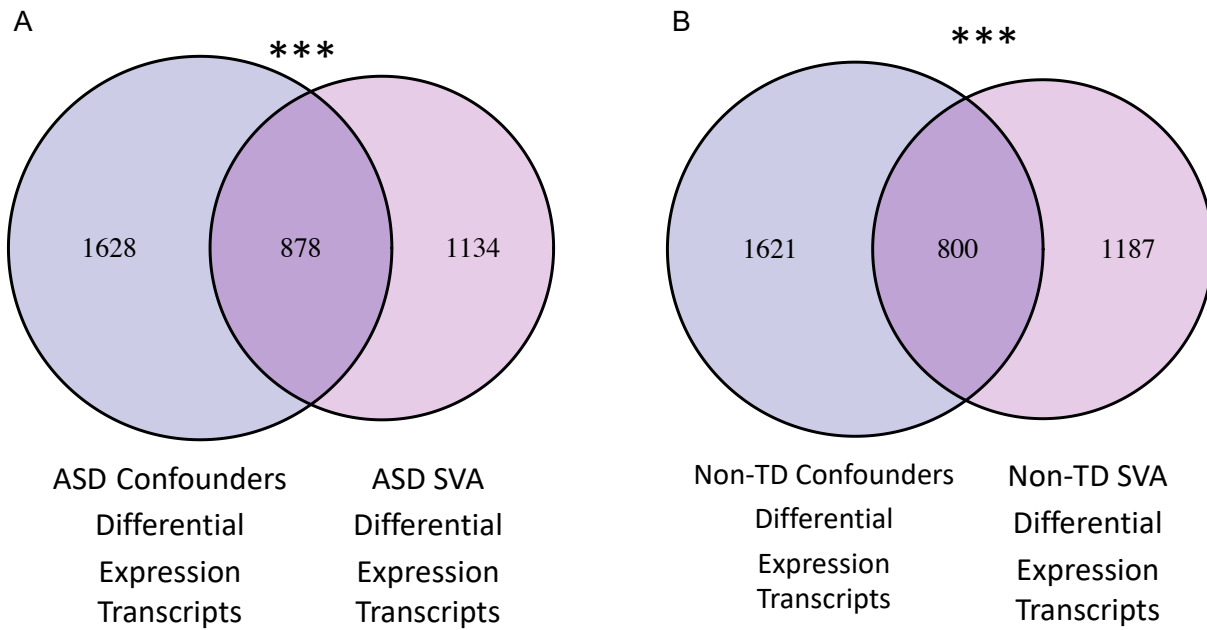 A
***
1628
878
1134
ASD Confounders
Differential
Expression
Transcripts
ASD SVA
Differential
Expression
Transcripts
B
***
1621
800
1187
Non-TD Confounders
Differential
Expression
Transcripts
Non-TD SVA
Differential
Expression
Transcripts